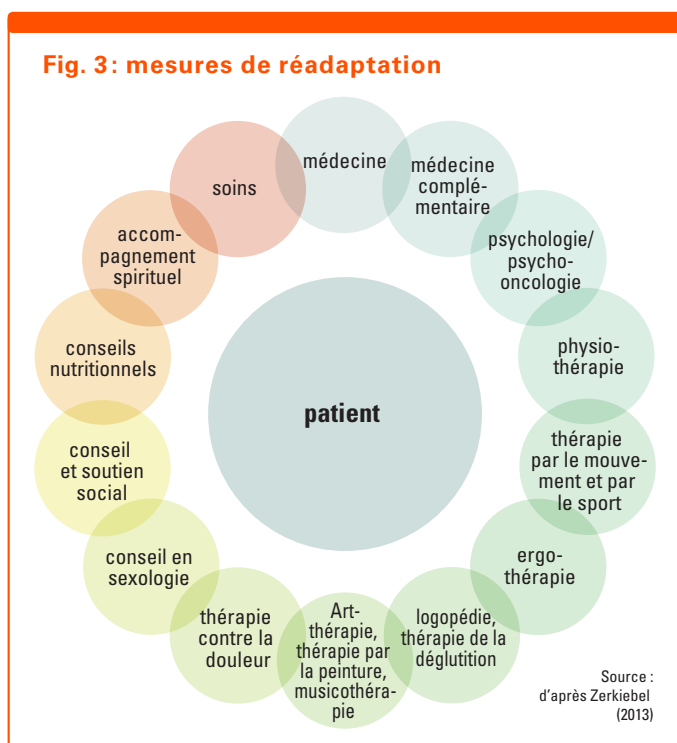 Fig. 3: mesures de réadaptation
médecine
médecine
complé-
mentaire
psychologie/
psycho-
oncologie
physio-
thérapie
thérapie
par le mouve-
ment et par
le sport
ergo-
thérapie
logopédie,
thérapie de la
déglutition
Art-
thérapie,
thérapie par
la peinture,
musicothéra-
pie
thérapie
contre la
douleur
conseil en
sexologie
conseil
et soutien
social
conseils
nutritionnels
accom-
pagnement
spirituel
soins
patient
Source :
d'après Zerkiebel
(2013)